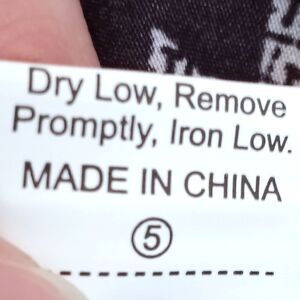 Dry Low, Remove
Promptly, Iron Low.
MADE IN CHINA
5